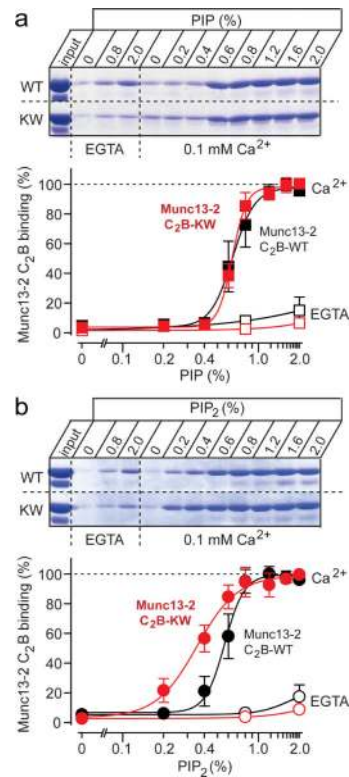 a
PIP (%)
input 0 0.8 2.0 0 0.2 0.4 0.6 0.8 1.2 1.6 2.0
WT
KW
EGTA 0.1 mM Ca²⁺
Munc13-2 C₂B binding (%)
100
80
60
40
20
0
Ca²⁺
Munc13-2
C₂B-KW
Munc13-2
C₂B-WT
EGTA
0 0.1 0.2 0.4 1.0 2.0
PIP (%)
b
PIP₂ (%)
input 0 0.8 2.0 0 0.2 0.4 0.6 0.8 1.2 1.6 2.0
WT
KW
EGTA 0.1 mM Ca²⁺
Munc13-2 C₂B binding (%)
100
80
60
40
20
0
Ca²⁺
Munc13-2
C₂B-KW
Munc13-2
C₂B-WT
EGTA
0 0.1 0.2 0.4 1.0 2.0
PIP₂ (%)